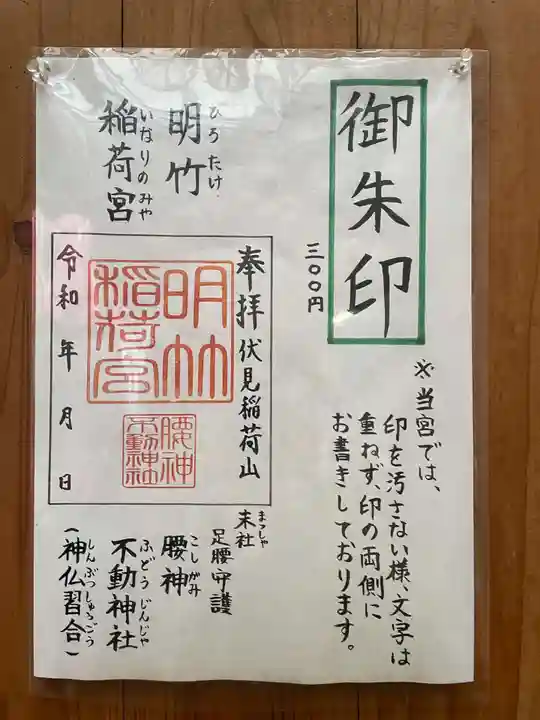 御朱印
三〇〇円
※当宮では、
印を汚さない様、文字は
重ねず、印の両側に
お書きしております。
ひろたけ
明竹
いなりのみや
稲荷宮
奉拝 伏見稲荷山
明竹
稲荷宮
腰神
不動神社
令和 年 月 日
まっしゃ
末社
足腰守護
こしがみ
腰神
ふどうじんじゃ
不動神社
しんぶつしゅうごう
(神仏習合)